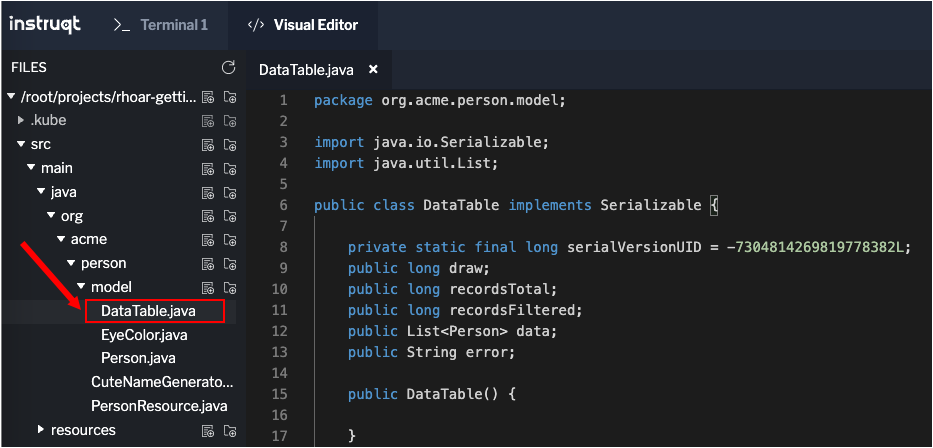 instruqt
>_ Terminal 1
</> Visual Editor
FILES
/root/projects/rhoar-getti...
.kube
src
main
java
org
acme
person
model
DataTable.java
EyeColor.java
Person.java
CuteNameGenerato...
PersonResource.java
resources
DataTable.java ×
1 package org.acme.person.model;
2
3 import java.io.Serializable;
4 import java.util.List;
5
6 public class DataTable implements Serializable {
7
8 private static final long serialVersionUID = -7304814269819778382L;
9 public long draw;
10 public long recordsTotal;
11 public long recordsFiltered;
12 public List<Person> data;
13 public String error;
14
15 public DataTable() {
16
17 }